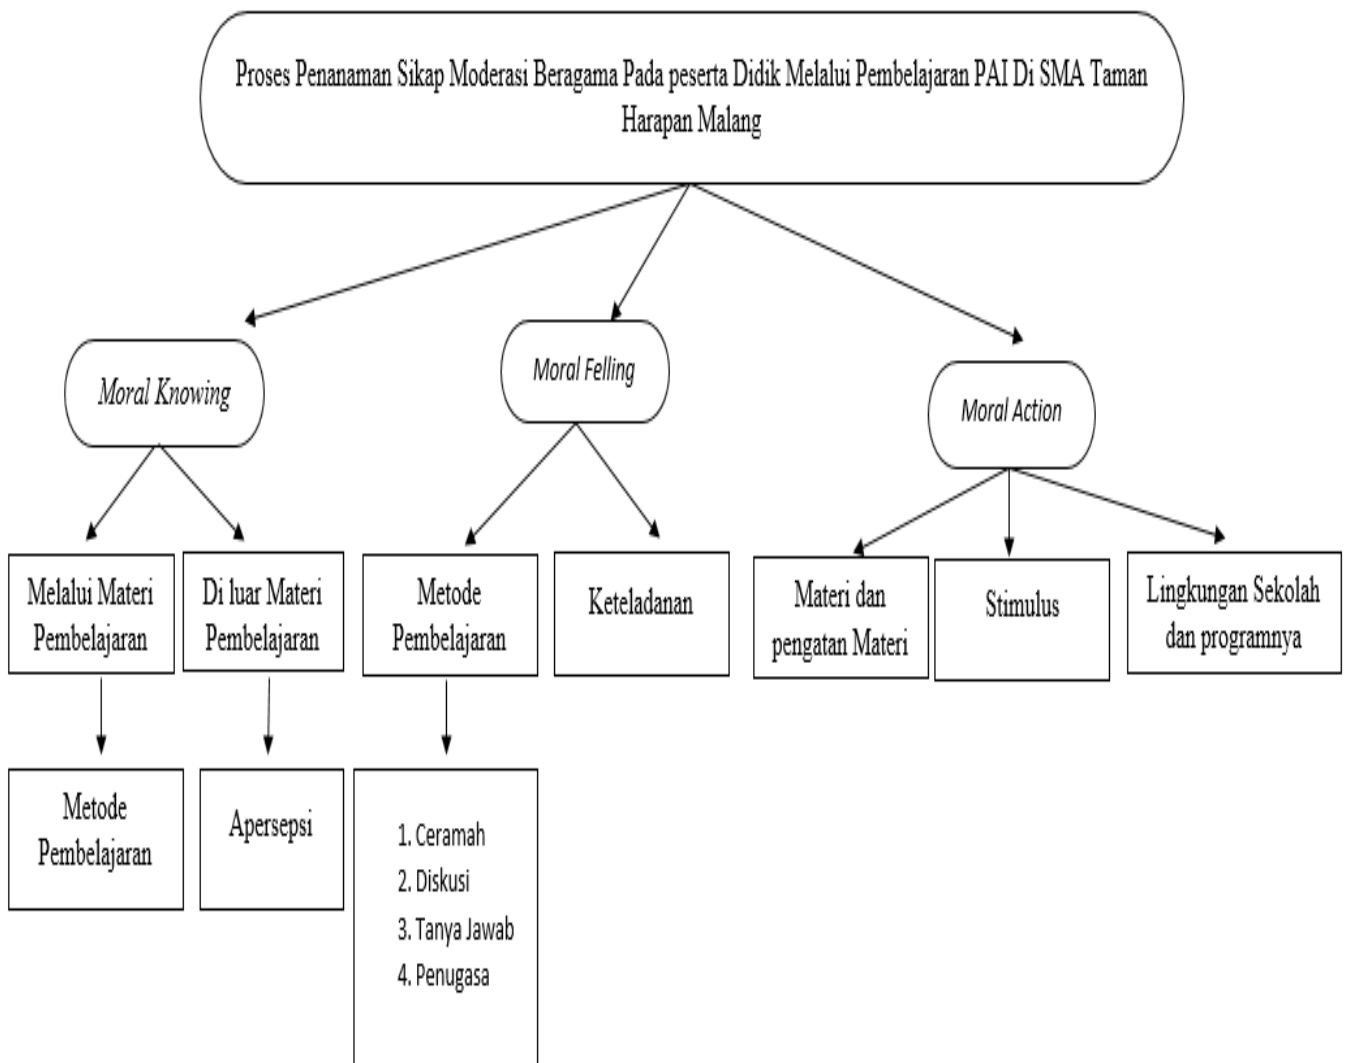 Proses Penanaman Sikap Moderasi Beragama Pada peserta Didik Melalui Pembelajaran PAI Di SMA Taman
Harapan Malang
Moral Knowing
Moral Felling
Moral Action
Melalui Materi
Pembelajaran
Di luar Materi
Pembelajaran
Metode
Pembelajaran
Keteladanan
Materi dan
pengatan Materi
Stimulus
Lingkungan Sekolah
dan programnya
Metode
Pembelajaran
Apersepsi
1. Ceramah
2. Diskusi
3. Tanya Jawab
4. Penugasa